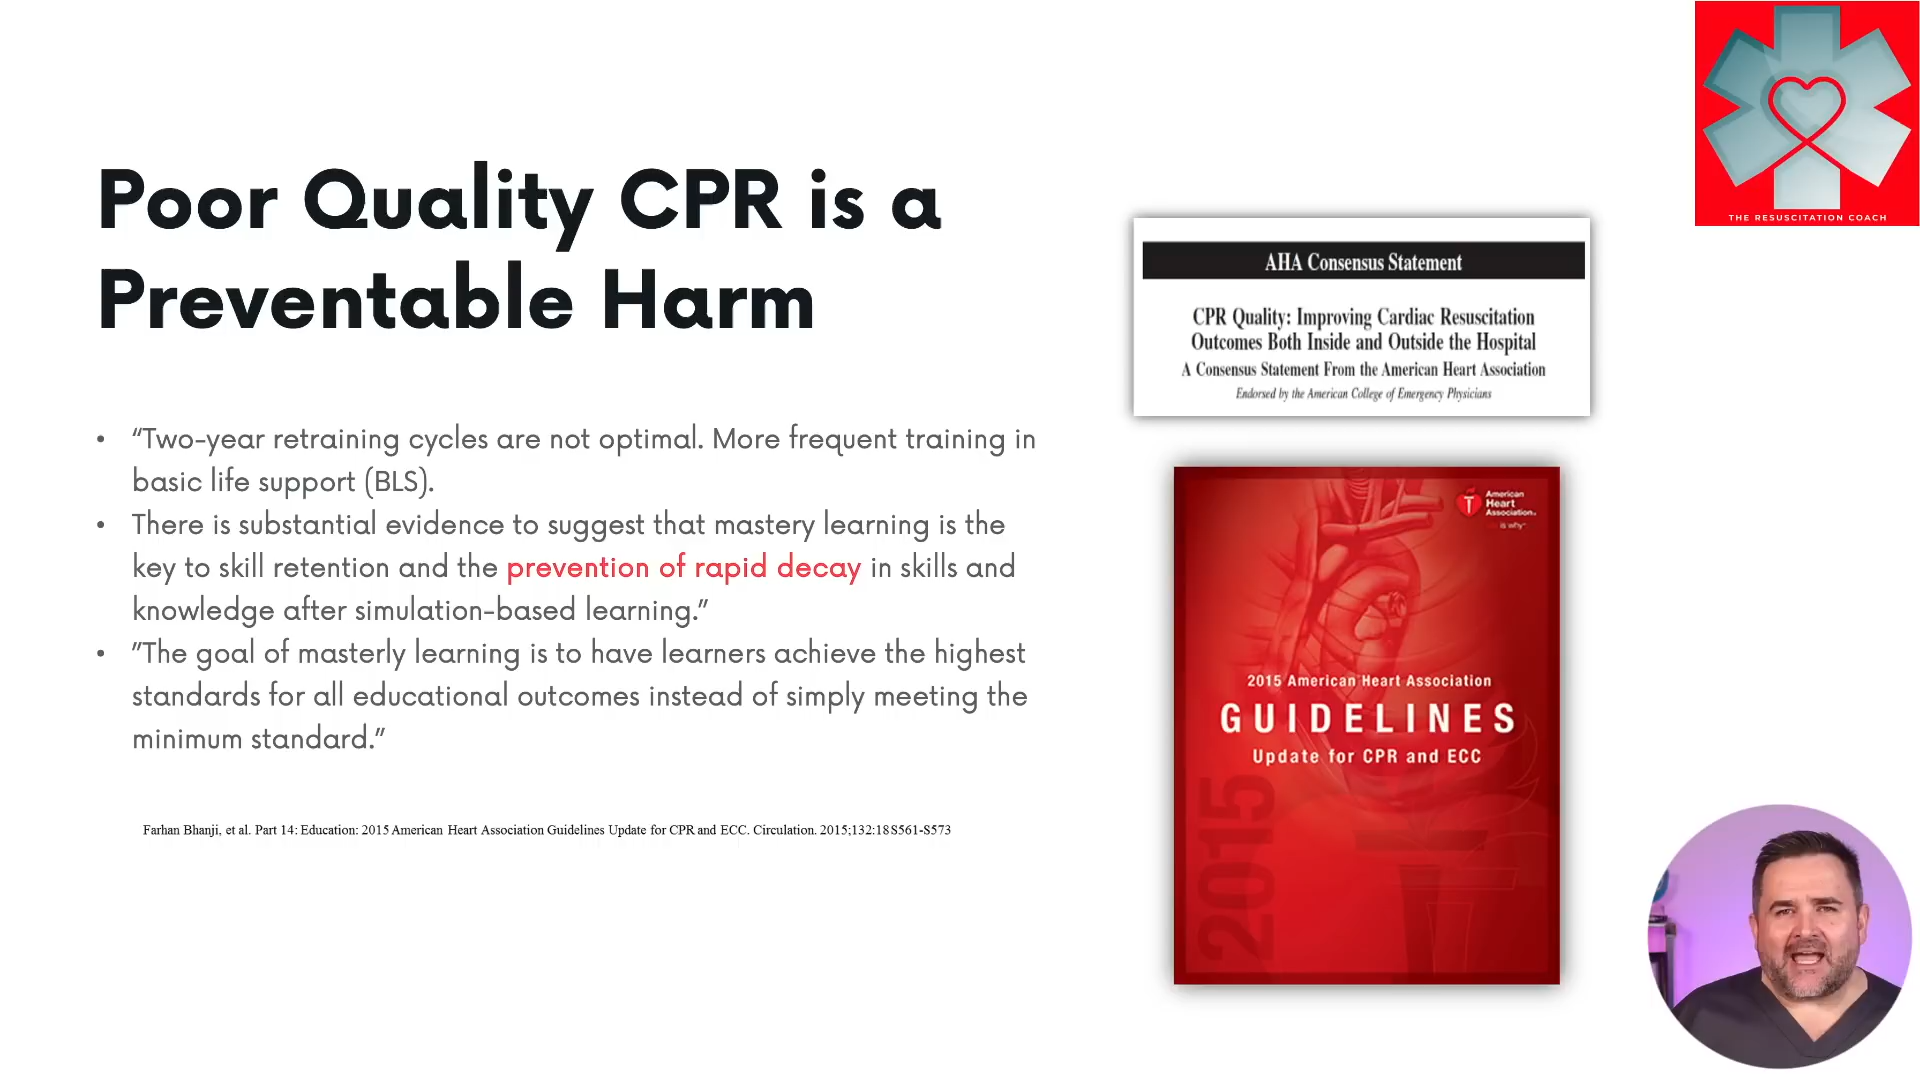 THE RESUSCITATION COACH
Poor Quality CPR is a
Preventable Harm
• “Two-year retraining cycles are not optimal. More frequent training in
basic life support (BLS).
• There is substantial evidence to suggest that mastery learning is the
key to skill retention and the prevention of rapid decay in skills and
knowledge after simulation-based learning.”
• ”The goal of masterly learning is to have learners achieve the highest
standards for all educational outcomes instead of simply meeting the
minimum standard.”
Farhan Bhanji, et al. Part 14: Education: 2015 American Heart Association Guidelines Update for CPR and ECC. Circulation. 2015;132:18S561-S573
AHA Consensus Statement
CPR Quality: Improving Cardiac Resuscitation
Outcomes Both Inside and Outside the Hospital
A Consensus Statement From the American Heart Association
Endorsed by the American College of Emergency Physicians
American
Heart
Association®
is why™
2015 American Heart Association
GUIDELINES
Update for CPR and ECC
2015